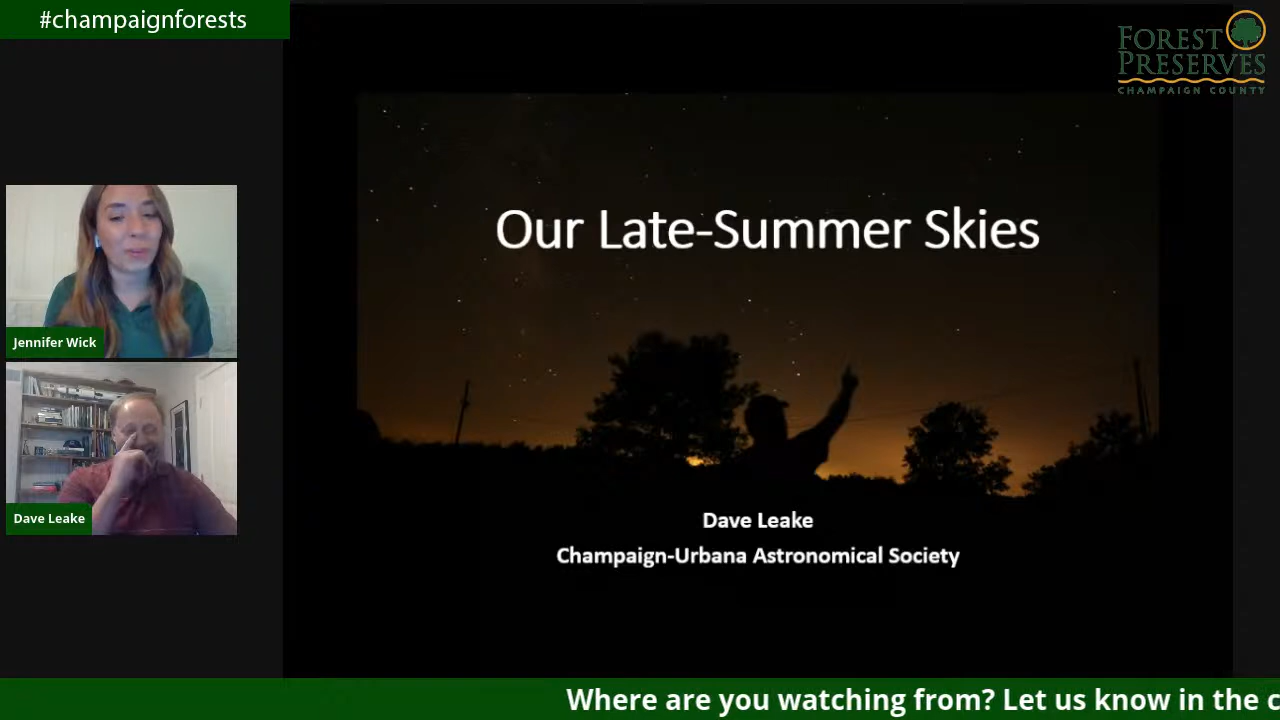 #champaignforests
FOREST
PRESERVES
CHAMPAIGN COUNTY
Our Late-Summer Skies
Jennifer Wick
Dave Leake
Dave Leake
Champaign-Urbana Astronomical Society
Where are you watching from? Let us know in the